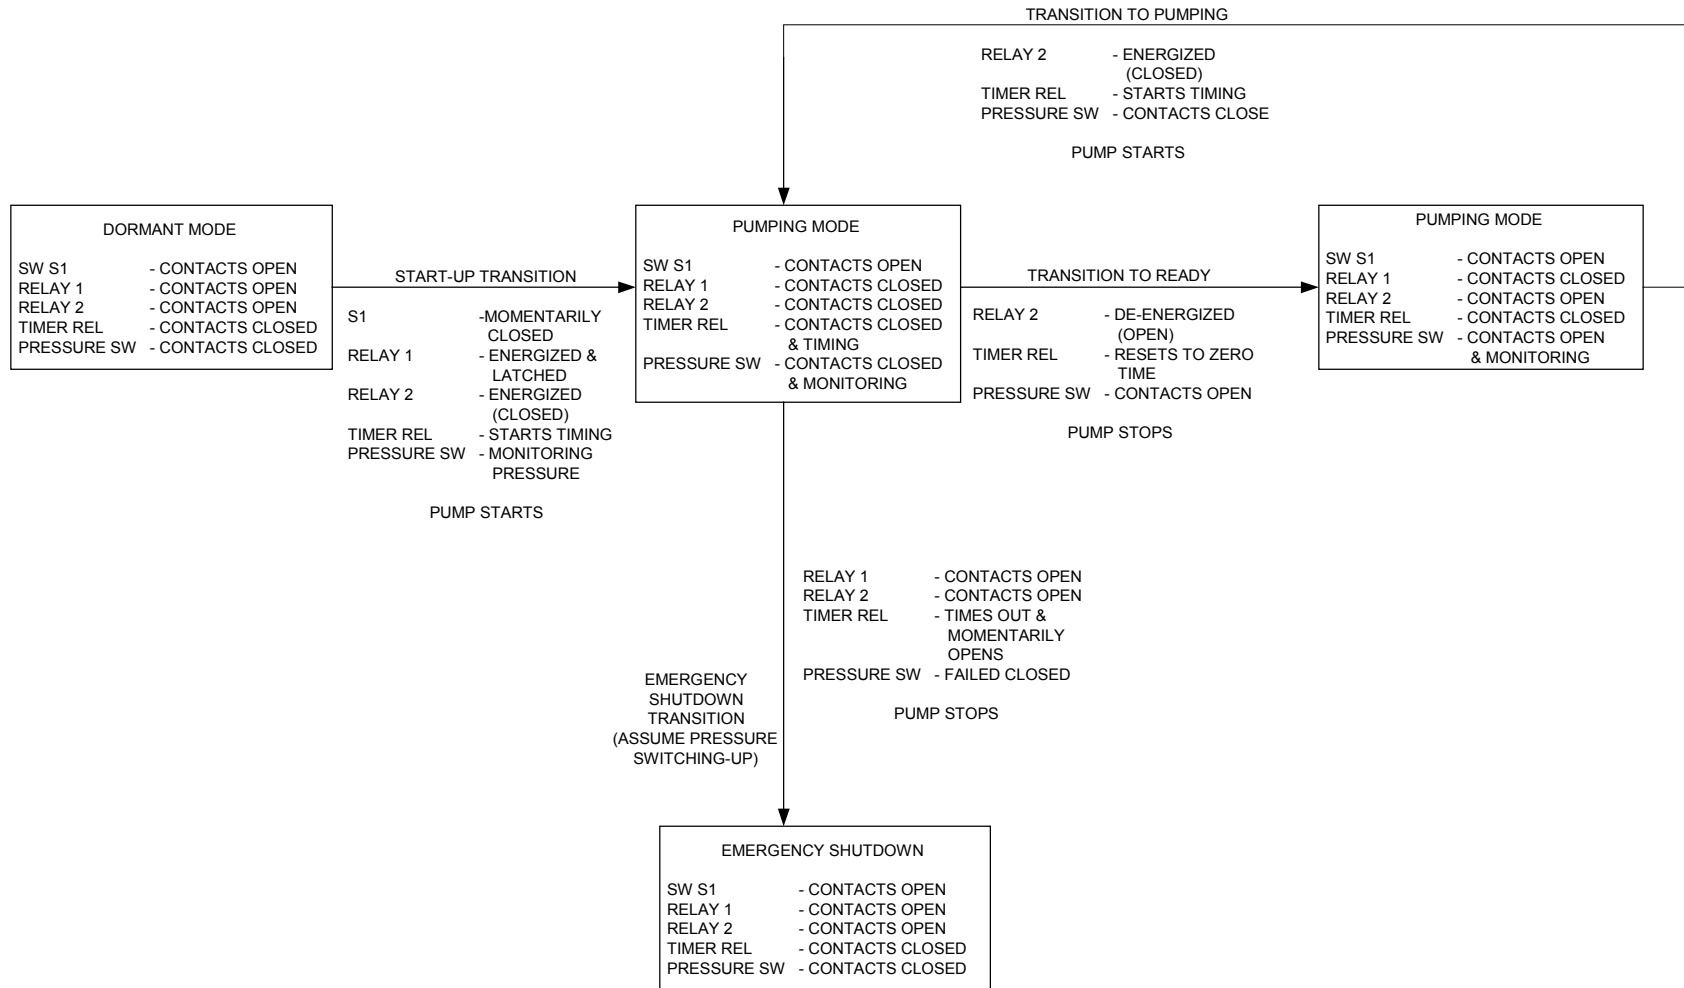 TRANSITION TO PUMPING
RELAY 2 - ENERGIZED
(CLOSED)
TIMER REL - STARTS TIMING
PRESSURE SW - CONTACTS CLOSE
PUMP STARTS
DORMANT MODE
SW S1 - CONTACTS OPEN
RELAY 1 - CONTACTS OPEN
RELAY 2 - CONTACTS OPEN
TIMER REL - CONTACTS CLOSED
PRESSURE SW - CONTACTS CLOSED
START-UP TRANSITION
S1 -MOMENTARILY
CLOSED
RELAY 1 - ENERGIZED &
LATCHED
RELAY 2 - ENERGIZED
(CLOSED)
TIMER REL - STARTS TIMING
PRESSURE SW - MONITORING
PRESSURE
PUMP STARTS
PUMPING MODE
SW S1 - CONTACTS OPEN
RELAY 1 - CONTACTS CLOSED
RELAY 2 - CONTACTS CLOSED
TIMER REL - CONTACTS CLOSED
& TIMING
PRESSURE SW - CONTACTS CLOSED
& MONITORING
TRANSITION TO READY
RELAY 2 - DE-ENERGIZED
(OPEN)
TIMER REL - RESETS TO ZERO
TIME
PRESSURE SW - CONTACTS OPEN
PUMP STOPS
PUMPING MODE
SW S1 - CONTACTS OPEN
RELAY 1 - CONTACTS CLOSED
RELAY 2 - CONTACTS OPEN
TIMER REL - CONTACTS CLOSED
PRESSURE SW - CONTACTS OPEN
& MONITORING
RELAY 1 - CONTACTS OPEN
RELAY 2 - CONTACTS OPEN
TIMER REL - TIMES OUT &
MOMENTARILY
OPENS
PRESSURE SW - FAILED CLOSED
PUMP STOPS
EMERGENCY
SHUTDOWN
TRANSITION
(ASSUME PRESSURE
SWITCHING-UP)
EMERGENCY SHUTDOWN
SW S1 - CONTACTS OPEN
RELAY 1 - CONTACTS OPEN
RELAY 2 - CONTACTS OPEN
TIMER REL - CONTACTS CLOSED
PRESSURE SW - CONTACTS CLOSED